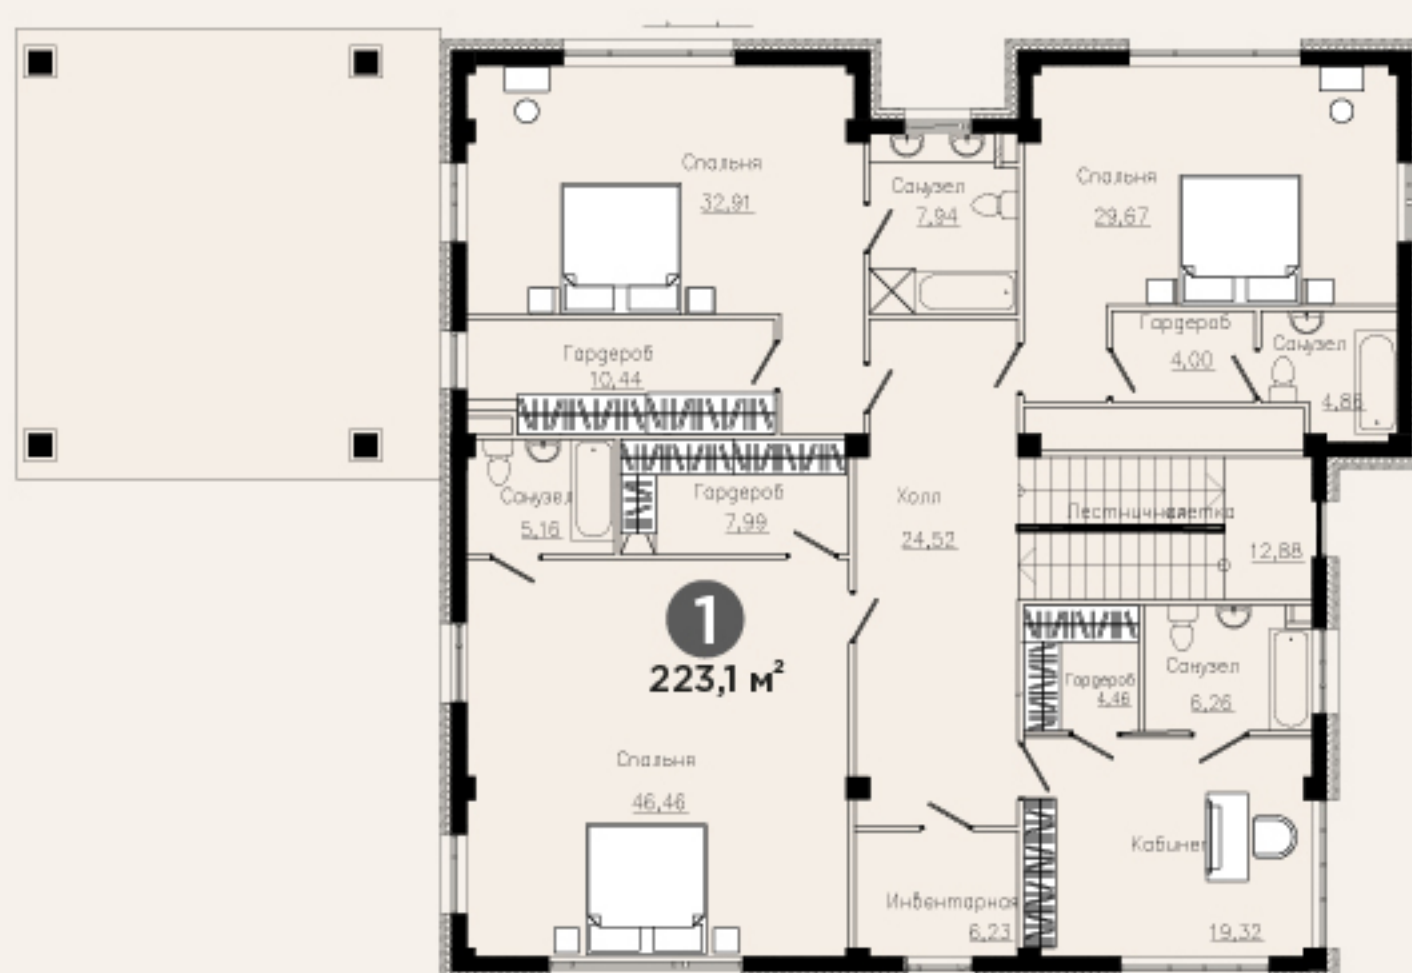 Спальня
32,91
Санузел
7,94
Спальня
29,67
Гардероб
10,44
Гардероб
4,00
Санузел
4,86
Санузел
5,16
Гардероб
7,99
Холл
24,52
Лестничная клетка
12,88
1
223,1 м²
Гардероб
4,46
Санузел
6,26
Спальня
46,46
Кабинет
19,32
Инвентарная
6,23